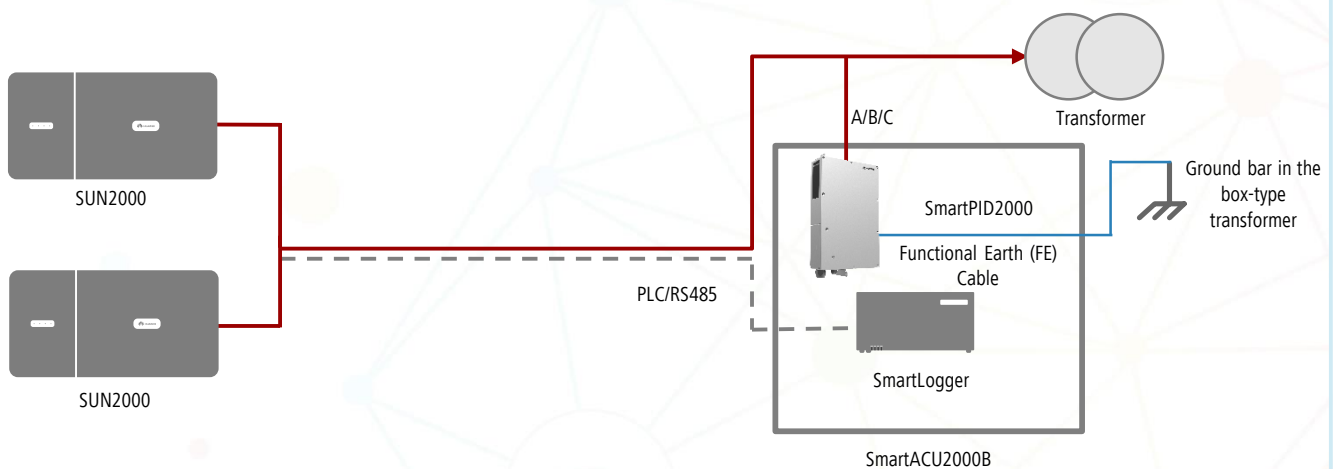 A/B/C
Transformer
SUN2000
SmartPID2000
Ground bar in the
box-type
transformer
Functional Earth (FE)
Cable
PLC/RS485
SmartLogger
SUN2000
SmartACU2000B